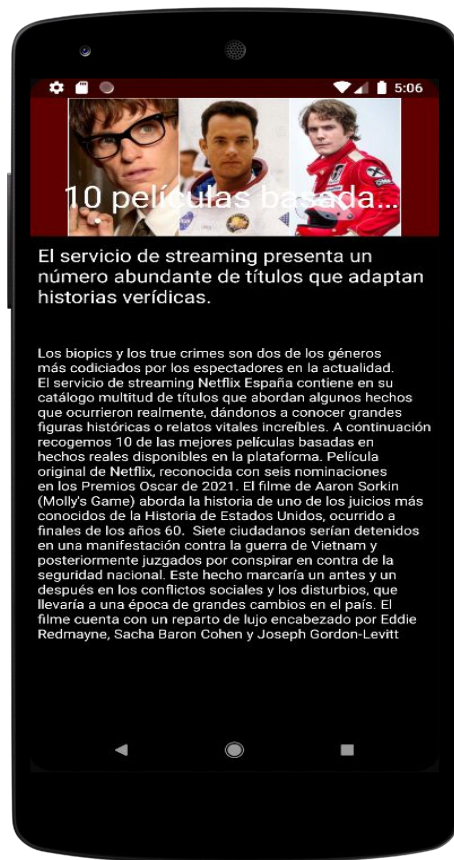 5:06
10 películas basada...
El servicio de streaming presenta un
número abundante de títulos que adaptan
historias verídicas.
Los biopics y los true crimes son dos de los géneros
más codiciados por los espectadores en la actualidad.
El servicio de streaming Netflix España contiene en su
catálogo multitud de títulos que abordan algunos hechos
que ocurrieron realmente, dándonos a conocer grandes
figuras históricas o relatos vitales increíbles. A continuación
recogemos 10 de las mejores películas basadas en
hechos reales disponibles en la plataforma. Película
original de Netflix, reconocida con seis nominaciones
en los Premios Oscar de 2021. El filme de Aaron Sorkin
(Molly's Game) aborda la historia de uno de los juicios más
conocidos de la Historia de Estados Unidos, ocurrido a
finales de los años 60.  Siete ciudadanos serían detenidos
en una manifestación contra la guerra de Vietnam y
posteriormente juzgados por conspirar en contra de la
seguridad nacional. Este hecho marcaría un antes y un
después en los conflictos sociales y los disturbios, que
llevaría a una época de grandes cambios en el país. El
filme cuenta con un reparto de lujo encabezado por Eddie
Redmayne, Sacha Baron Cohen y Joseph Gordon-Levitt